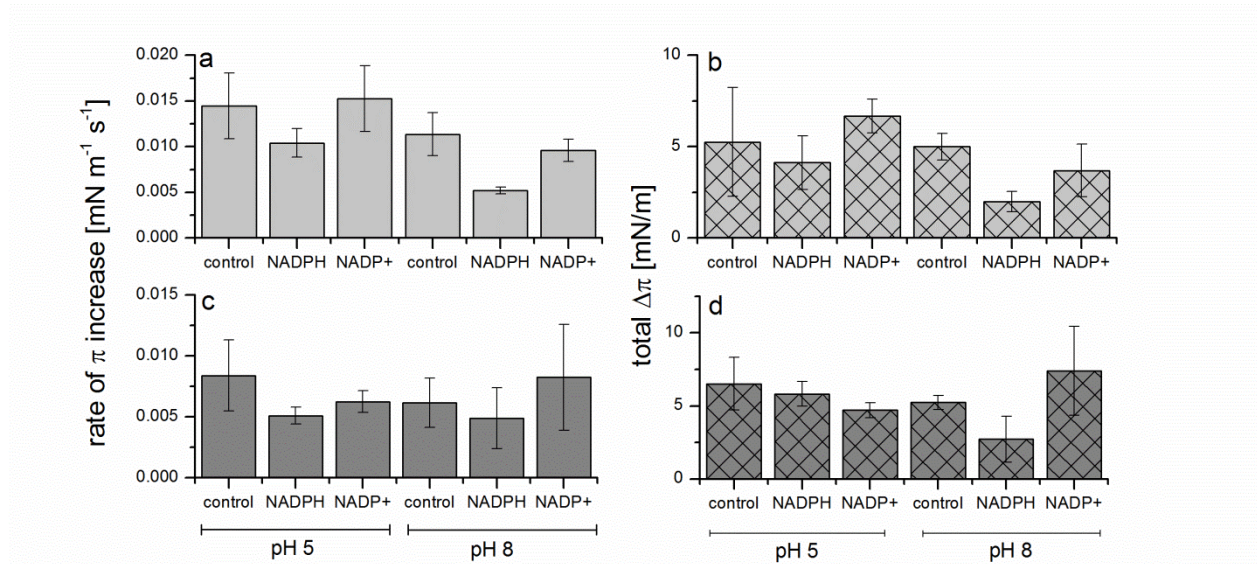 a
0.020
0.015
0.010
0.005
0.000
control NADPH NADP+ control NADPH NADP+
b
10
5
0
control NADPH NADP+ control NADPH NADP+
rate of π increase [mN m⁻¹ s⁻¹]
total Δπ [mN/m]
c
0.015
0.010
0.005
0.000
control NADPH NADP+ control NADPH NADP+
pH 5 pH 8
d
10
5
0
control NADPH NADP+ control NADPH NADP+
pH 5 pH 8